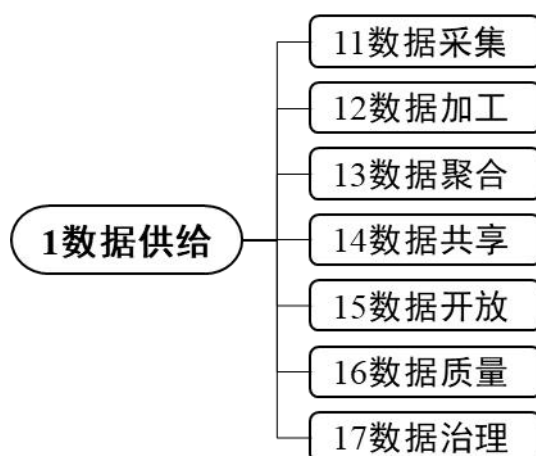 11数据采集
12数据加工
13数据聚合
1数据供给
14数据共享
15数据开放
16数据质量
17数据治理